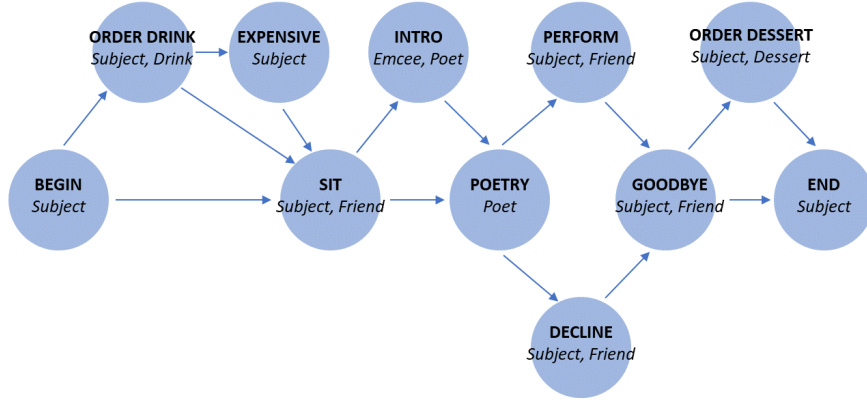 ORDER DRINK
Subject, Drink
EXPENSIVE
Subject
INTRO
Emcee, Poet
PERFORM
Subject, Friend
ORDER DESSERT
Subject, Dessert
BEGIN
Subject
SIT
Subject, Friend
POETRY
Poet
GOODBYE
Subject, Friend
END
Subject
DECLINE
Subject, Friend